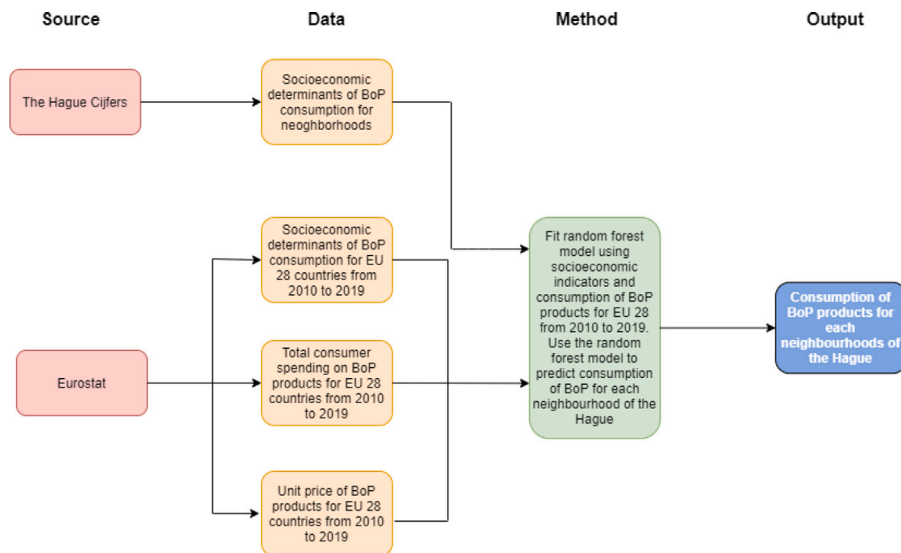 Source
Data
Method
Output
The Hague Cijfers
Socioeconomic
determinants of BoP
consumption for
neoghborhoods
Socioeconomic
determinants of BoP
consumption for EU
28 countries from
2010 to 2019
Eurostat
Total consumer
spending on BoP
products for EU 28
countries from 2010
to 2019
Unit price of BoP
products for EU 28
countries from 2010
to 2019
Fit random forest
model using
socioeconomic
indicators and
consumption of BoP
products for EU 28
from 2010 to 2019.
Use the random
forest model to
predict consumption
of BoP for each
neighbourhood of the
Hague
Consumption of
BoP products for
each
neighbourhoods of
the Hague